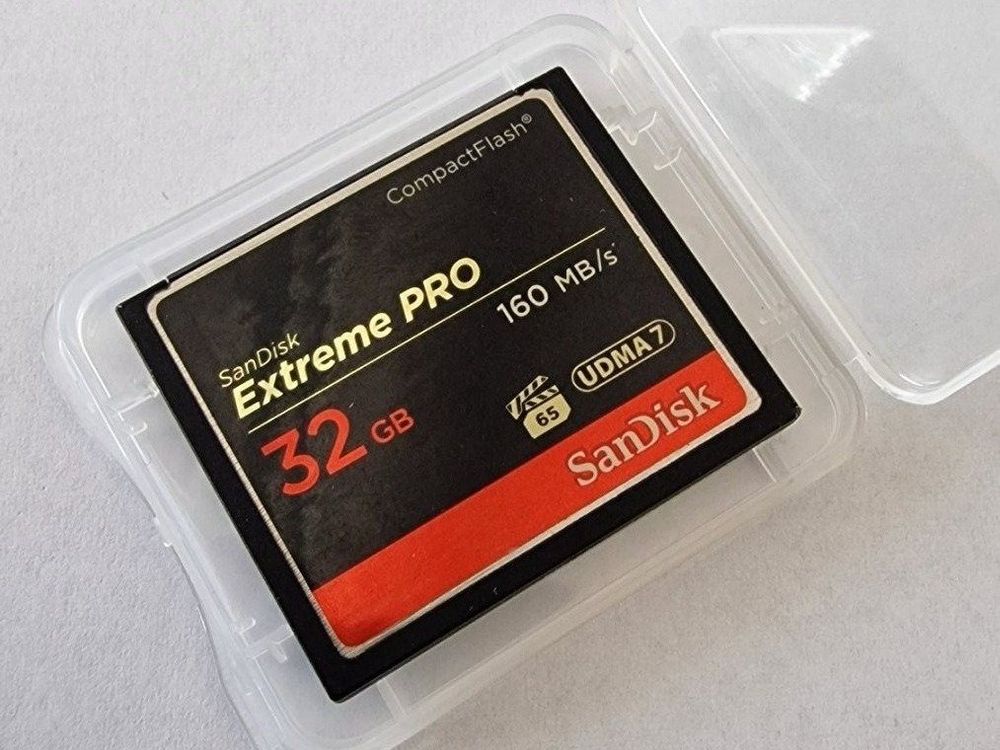 CompactFlash®
SanDisk
Extreme PRO
160 MB/s*
32 GB
65
UDMA 7
SanDisk